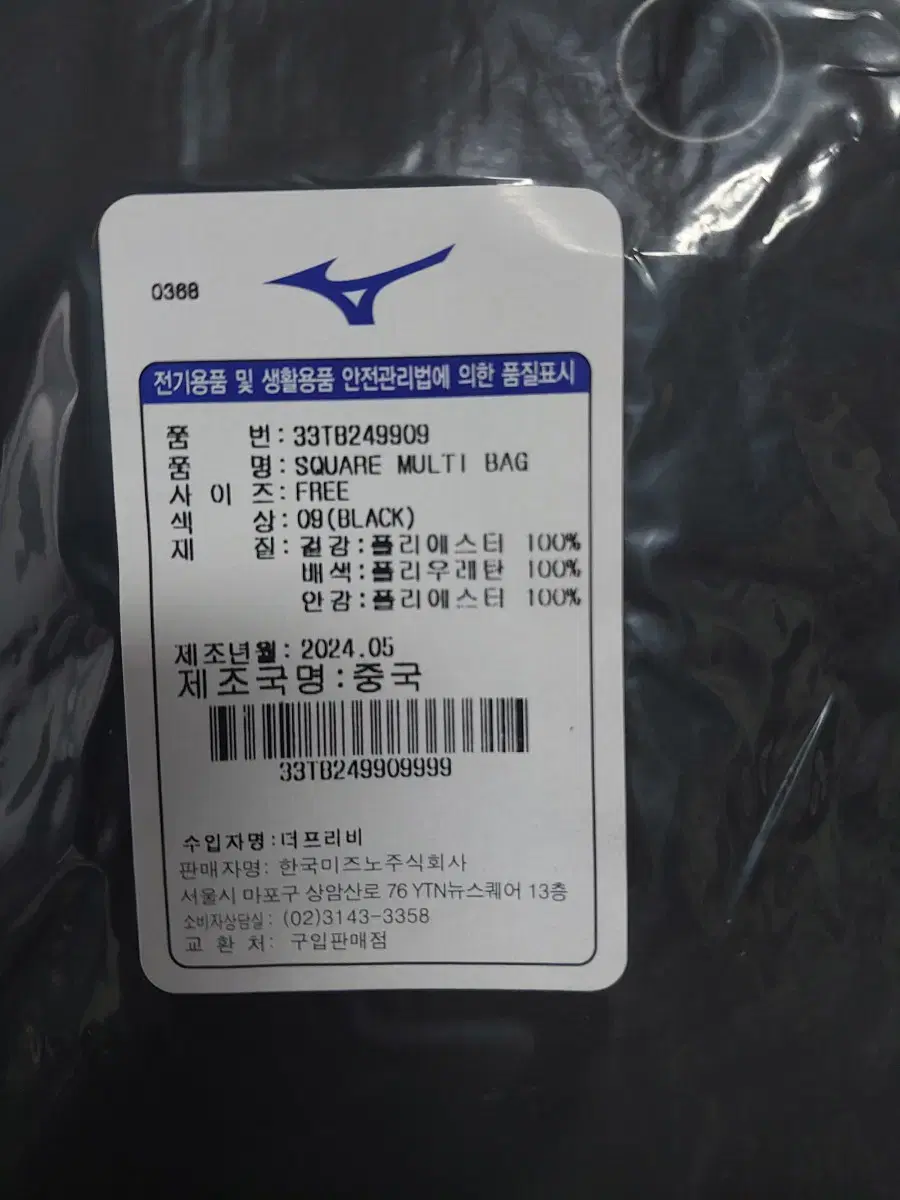 0368
전기용품 및 생활용품 안전관리법에 의한 품질표시
품 번 : 33TB249909
품 명 : SQUARE MULTI BAG
사 이 즈 : FREE
색 상 : 09(BLACK)
재 질 : 겉감 : 폴리에스터 100%
배색 : 폴리우레탄 100%
안감 : 폴리에스터 100%
제조년월 : 2024.05
제조국명 : 중국
33TB249909999
수입자명 : 더프리비
판매자명: 한국미즈노주식회사
서울시 마포구 상암산로 76 YTN뉴스퀘어 13층
소비자상담실 : (02)3143-3358
교 환 처: 구입판매점